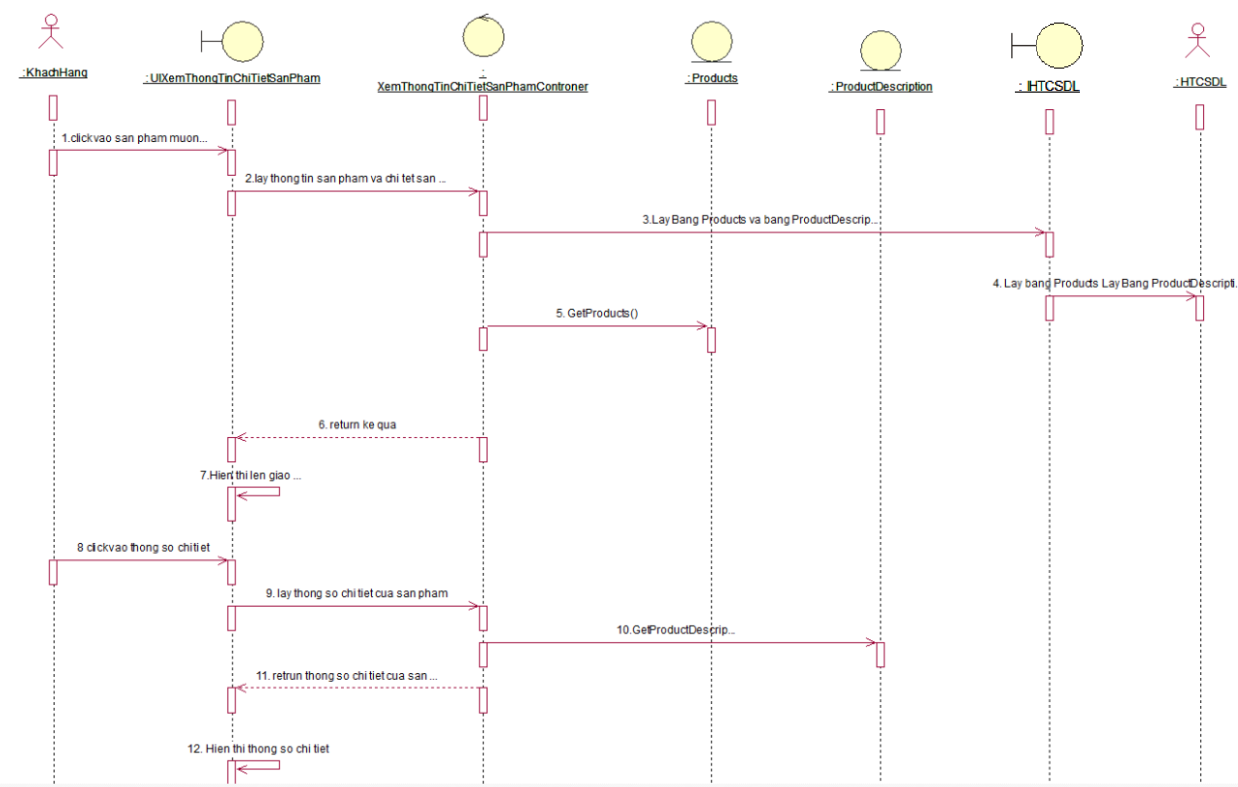 :KhachHang
:UIXemThongTinChiTietSanPham
:
XemThongTinChiTietSanPhamControner
:Products
:ProductDescription
: IHTCSDL
:HTCSDL
1.clickvao san pham muon...
2.lay thong tin san pham va chi tet san ...
3.Lay Bang Products va bang ProductDescrip...
4. Lay bang Products Lay Bang ProductDescripti.
5. GetProducts()
6. return ke qua
7.Hien thi len giao ...
8 clickvao thong so chitiet
9. lay thong so chi tiet cua san pham
10.GetProductDescrip...
11. retrun thong so chi tiet cua san ...
12. Hien thi thong so chi tiet